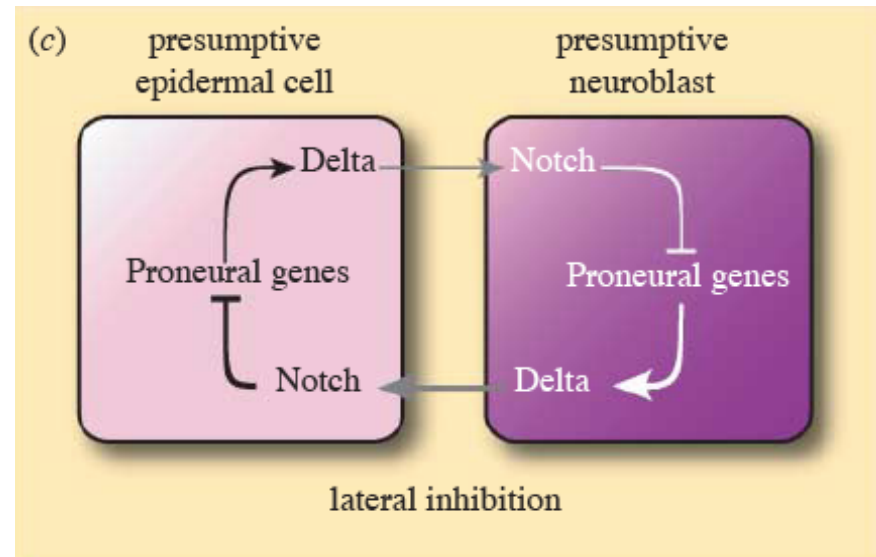 (c)
presumptive
epidermal cell
presumptive
neuroblast
Delta
Notch
Proneural genes
Proneural genes
Notch
Delta
lateral inhibition